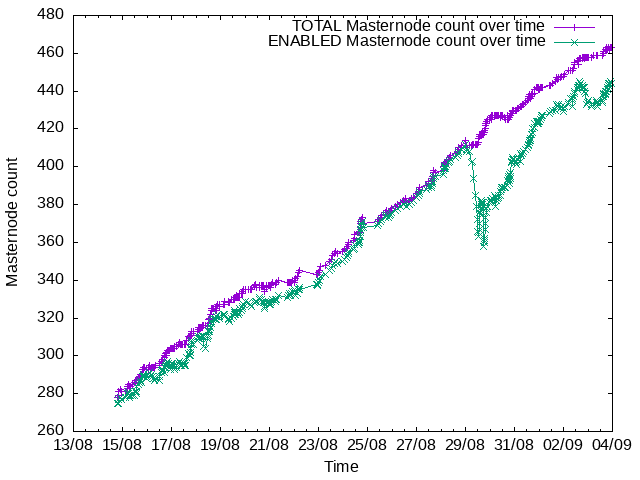 480
460
440
420
400
380
360
340
320
300
280
260
Masternode count
TOTAL Masternode count over time
ENABLED Masternode count over time
13/08 15/08 17/08 19/08 21/08 23/08 25/08 27/08 29/08 31/08 02/09 04/09
Time